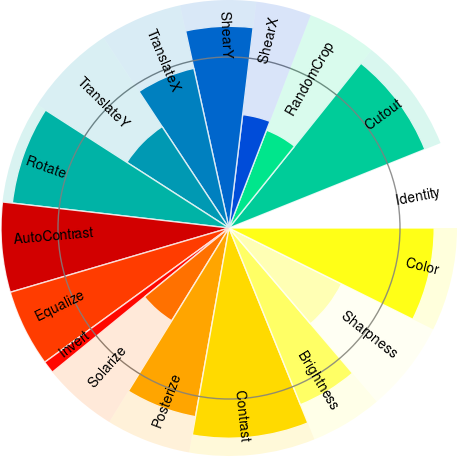 ShearY
ShearX
TranslateX
RandomCrop
TranslateY
Cutout
Rotate
Identity
AutoContrast
Color
Equalize
Sharpness
Invert
Solarize
Brightness
Posterize
Contrast